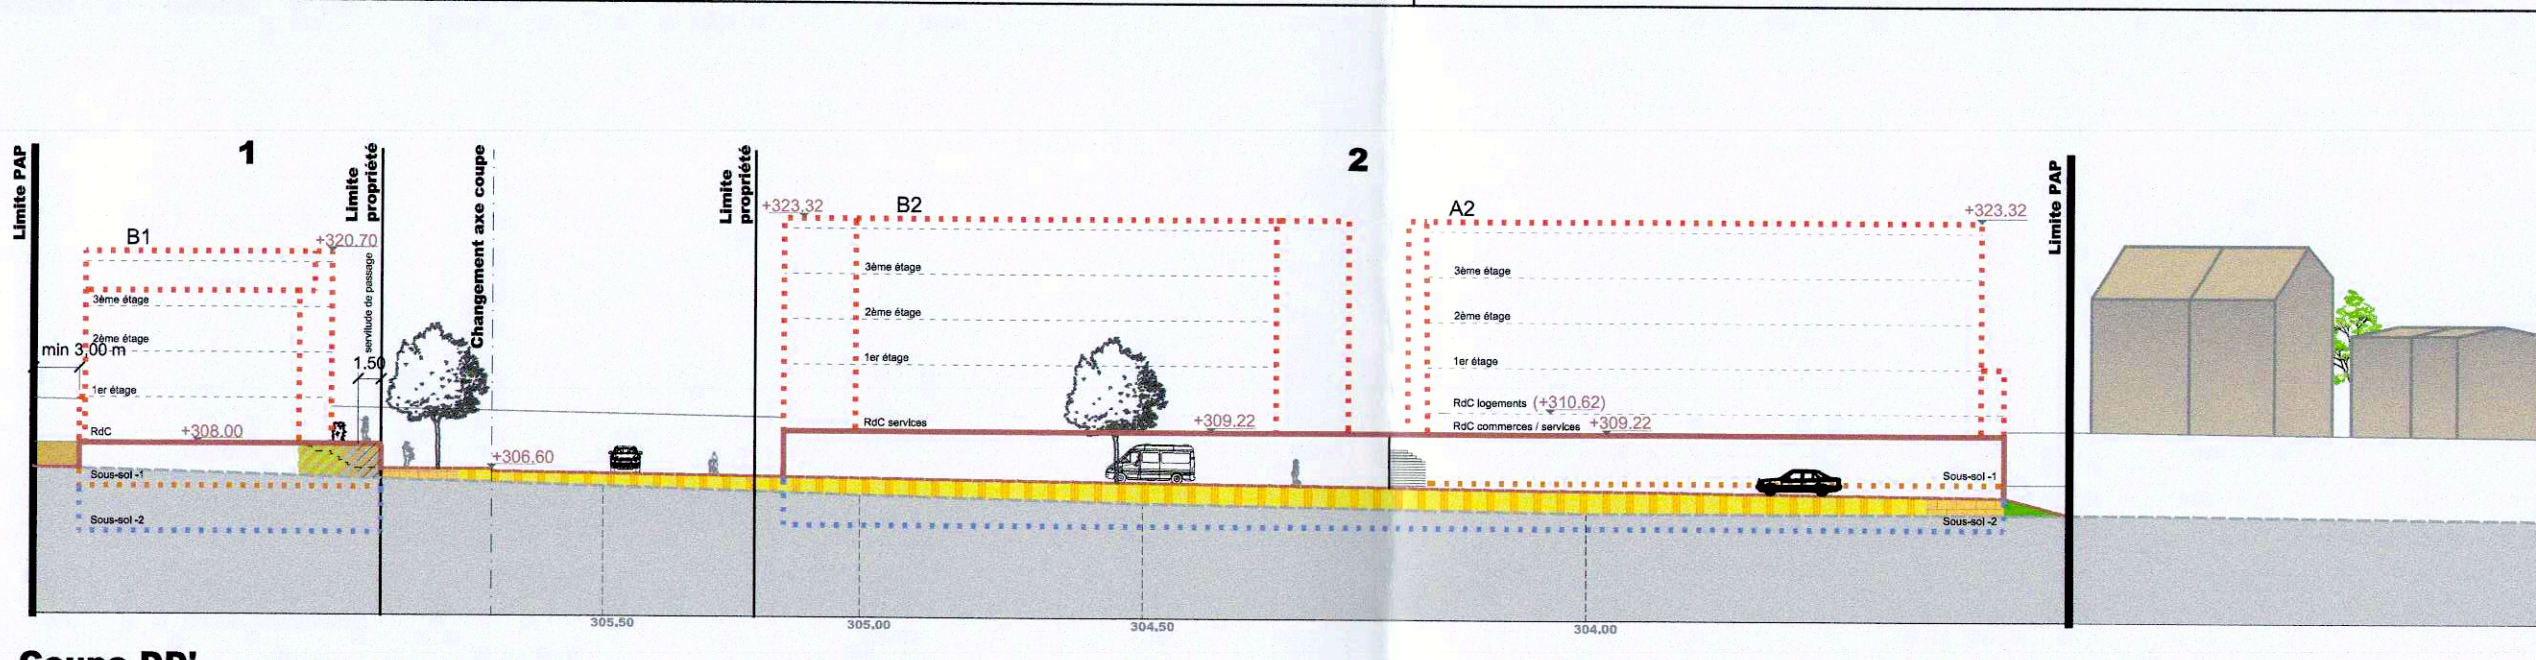 Limite PAP
1
B1
+320.70
3ème étage
2ème étage
min 3,00 m
1er étage
RdC
+308.00
Sous-sol -1
Sous-sol -2
Limite
propriété
servitude de passage
1.50
Changement axe coupe
+306.60
Limite
propriété
2
+323.32
B2
3ème étage
2ème étage
1er étage
RdC services
+309.22
A2
+323.32
3ème étage
2ème étage
1er étage
RdC logements (+310.62)
RdC commerces / services +309.22
Sous-sol -1
Sous-sol -2
Limite PAP
305.50
305.00
304.50
304.00
Coupe DD'